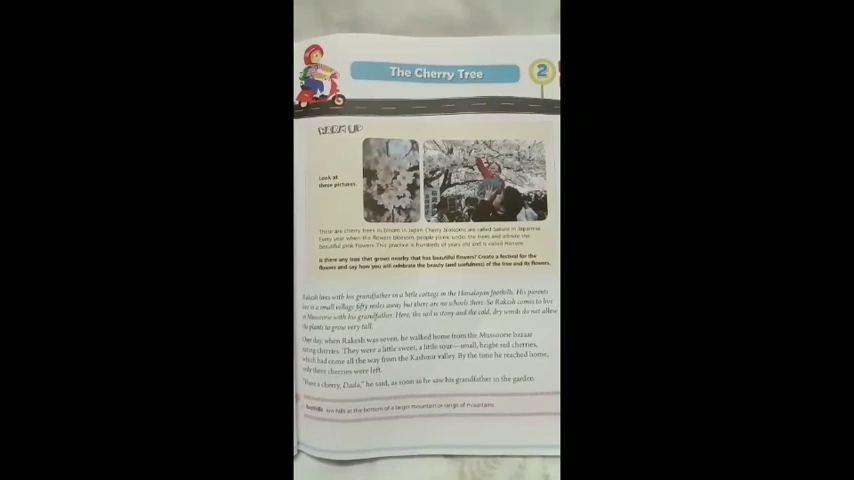 The Cherry Tree
2
WARM UP
Look at
these pictures.
These are cherry trees in bloom in Japan. Cherry blossoms are called Sakura in Japanese.
Every year when the flowers blossom, people picnic under the trees and admire the
beautiful pink flowers. This practice is hundreds of years old and is called Hanami.
Is there any tree that grows nearby that has beautiful flowers? Create a festival for the
flowers and say how you will celebrate the beauty (and usefulness) of the tree and its flowers.
Rakesh lives with his grandfather in a little cottage in the Himalayan foothills. His parents
live in a small village fifty miles away but there are no schools there. So Rakesh comes to live
in Mussoorie with his grandfather. Here, the soil is stony and the cold, dry winds do not allow
the plants to grow very tall.
One day, when Rakesh was seven, he walked home from the Mussoorie bazaar
eating cherries. They were a little sweet, a little sour—small, bright red cherries,
which had come all the way from the Kashmir valley. By the time he reached home,
only three cherries were left.
"Have a cherry, Dada," he said, as soon as he saw his grandfather in the garden.
foothills low hills at the bottom of a larger mountain or range of mountains